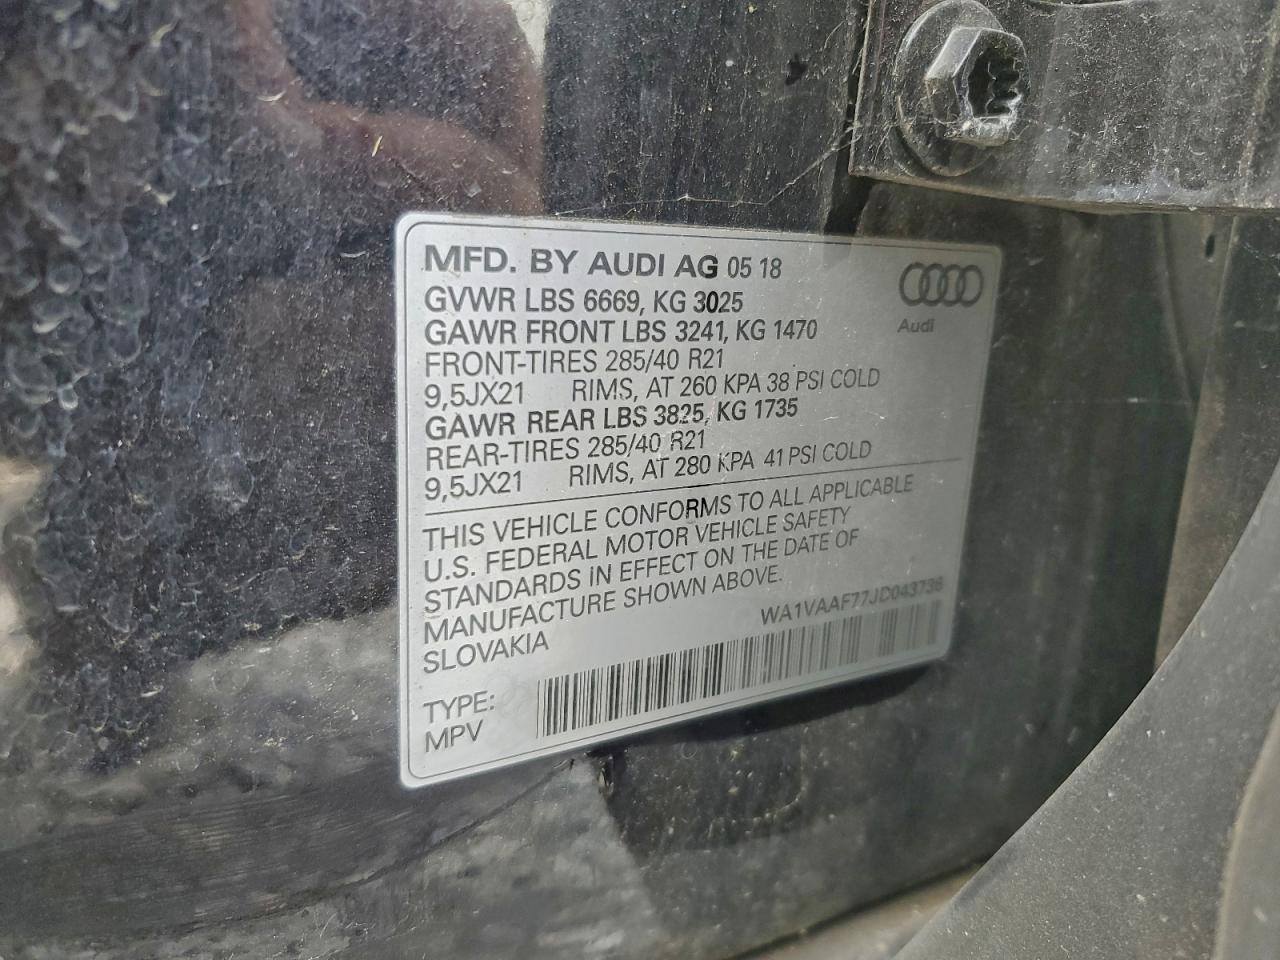 MFD. BY AUDI AG 05 18
GVWR LBS 6669, KG 3025
GAWR FRONT LBS 3241, KG 1470
FRONT-TIRES 285/40 R21
9,5JX21 RIMS, AT 260 KPA 38 PSI COLD
GAWR REAR LBS 3825, KG 1735
REAR-TIRES 285/40 R21
9,5JX21 RIMS, AT 280 KPA 41 PSI COLD
Audi
THIS VEHICLE CONFORMS TO ALL APPLICABLE
U.S. FEDERAL MOTOR VEHICLE SAFETY
STANDARDS IN EFFECT ON THE DATE OF
MANUFACTURE SHOWN ABOVE.
SLOVAKIA
WA1VAAF77JD043736
TYPE:
MPV